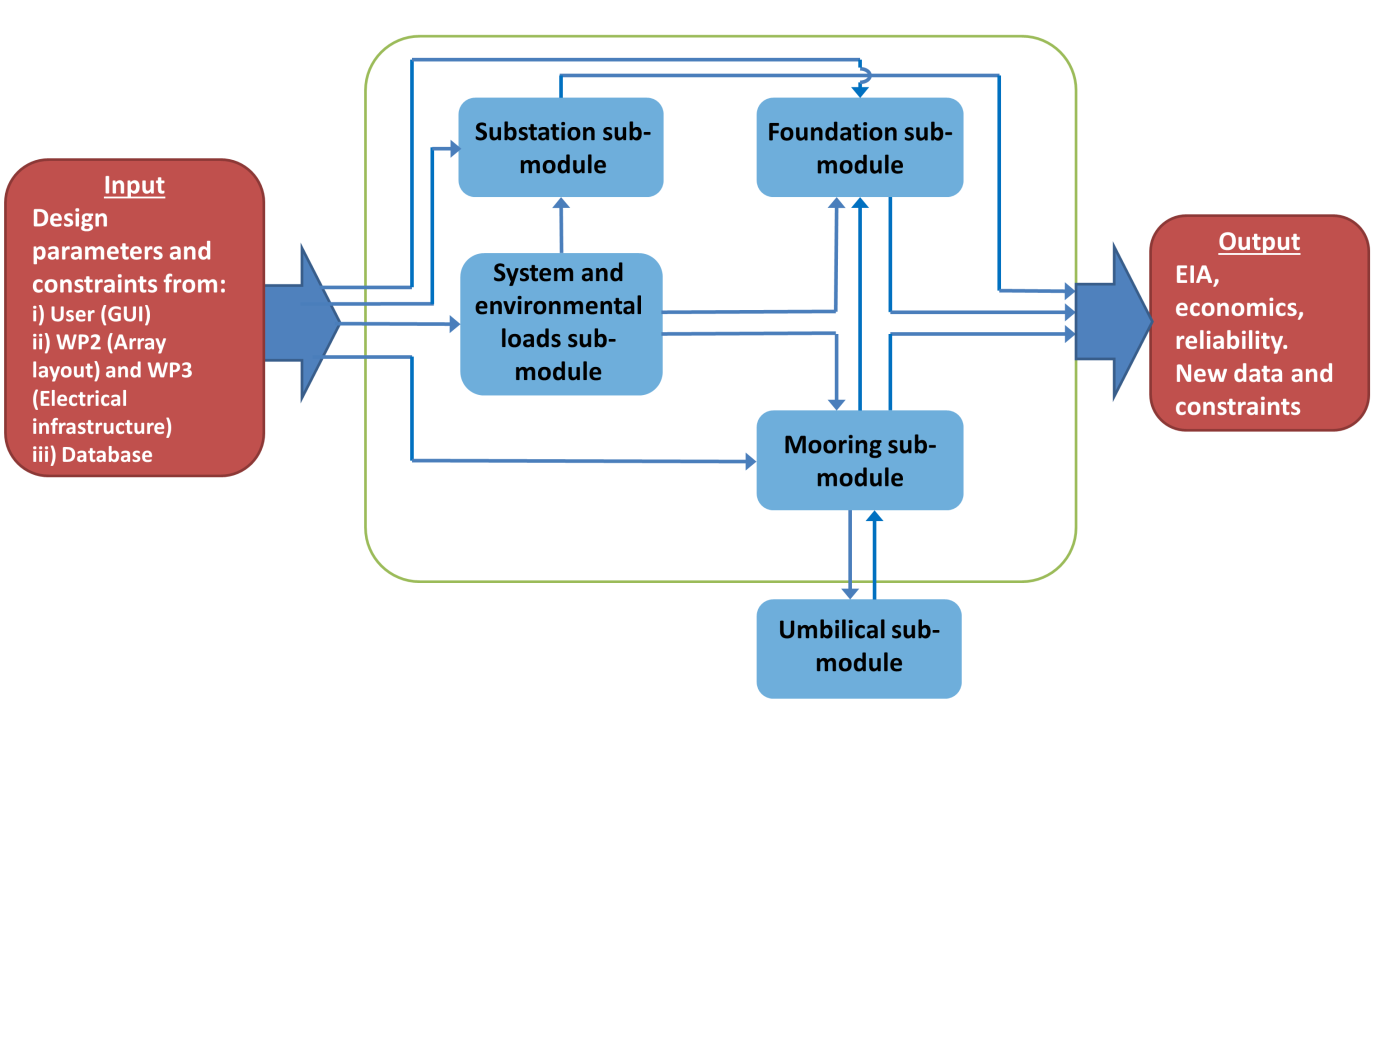 Input
Design
parameters and
constraints from:
i) User (GUI)
ii) WP2 (Array
layout) and WP3
(Electrical
infrastructure)
iii) Database
Substation sub-
module
Foundation sub-
module
System and
environmental
loads sub-
module
Mooring sub-
module
Umbilical sub-
module
Output
EIA,
economics,
reliability.
New data and
constraints